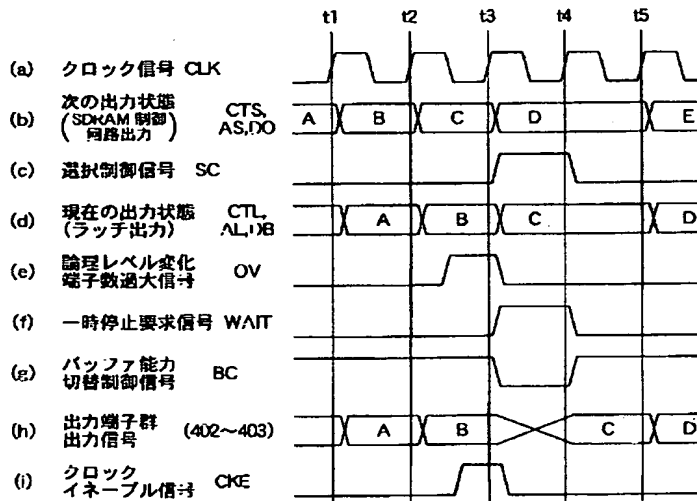 t1 t2 t3 t4 t5
(a) クロック信号 CLK
(b) 次の出力状態 (SDRAM 制御回路出力) CTS, AS,DO A B C D E
(c) 選択制御信号 SC
(d) 現在の出力状態 (ラッチ出力) CTL, AL,DB A B C D
(e) 論理レベル変化端子数過大信号 OV
(f) 一時停止要求信号 WAIT
(g) バッファ能力切替制御信号 BC
(h) 出力端子群出力信号 (402〜403) A B C D
(i) クロックイネーブル信号 CKE